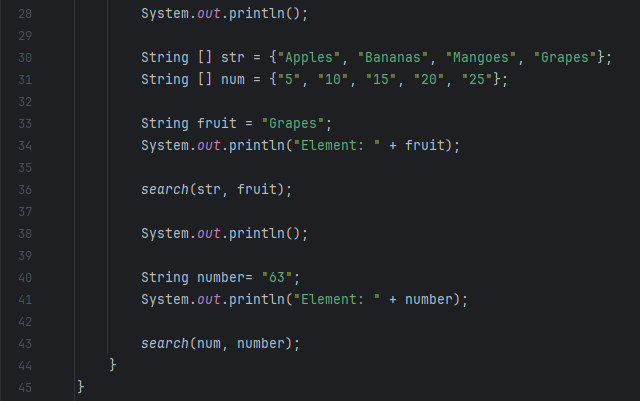 28 System.out.println();
29
30 String [] str = {"Apples", "Bananas", "Mangoes", "Grapes"};
31 String [] num = {"5", "10", "15", "20", "25"};
32
33 String fruit = "Grapes";
34 System.out.println("Element: " + fruit);
35
36 search(str, fruit);
37
38 System.out.println();
39
40 String number= "63";
41 System.out.println("Element: " + number);
42
43 search(num, number);
44 }
45 }